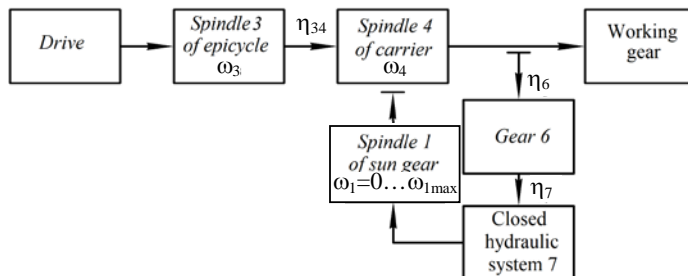 Drive
Spindle 3
of epicycle
ω₃
η₃₄
Spindle 4
of carrier
ω₄
Working
gear
η₆
Gear 6
η₇
Spindle 1
of sun gear
ω₁=0…ω₁max
Closed
hydraulic
system 7